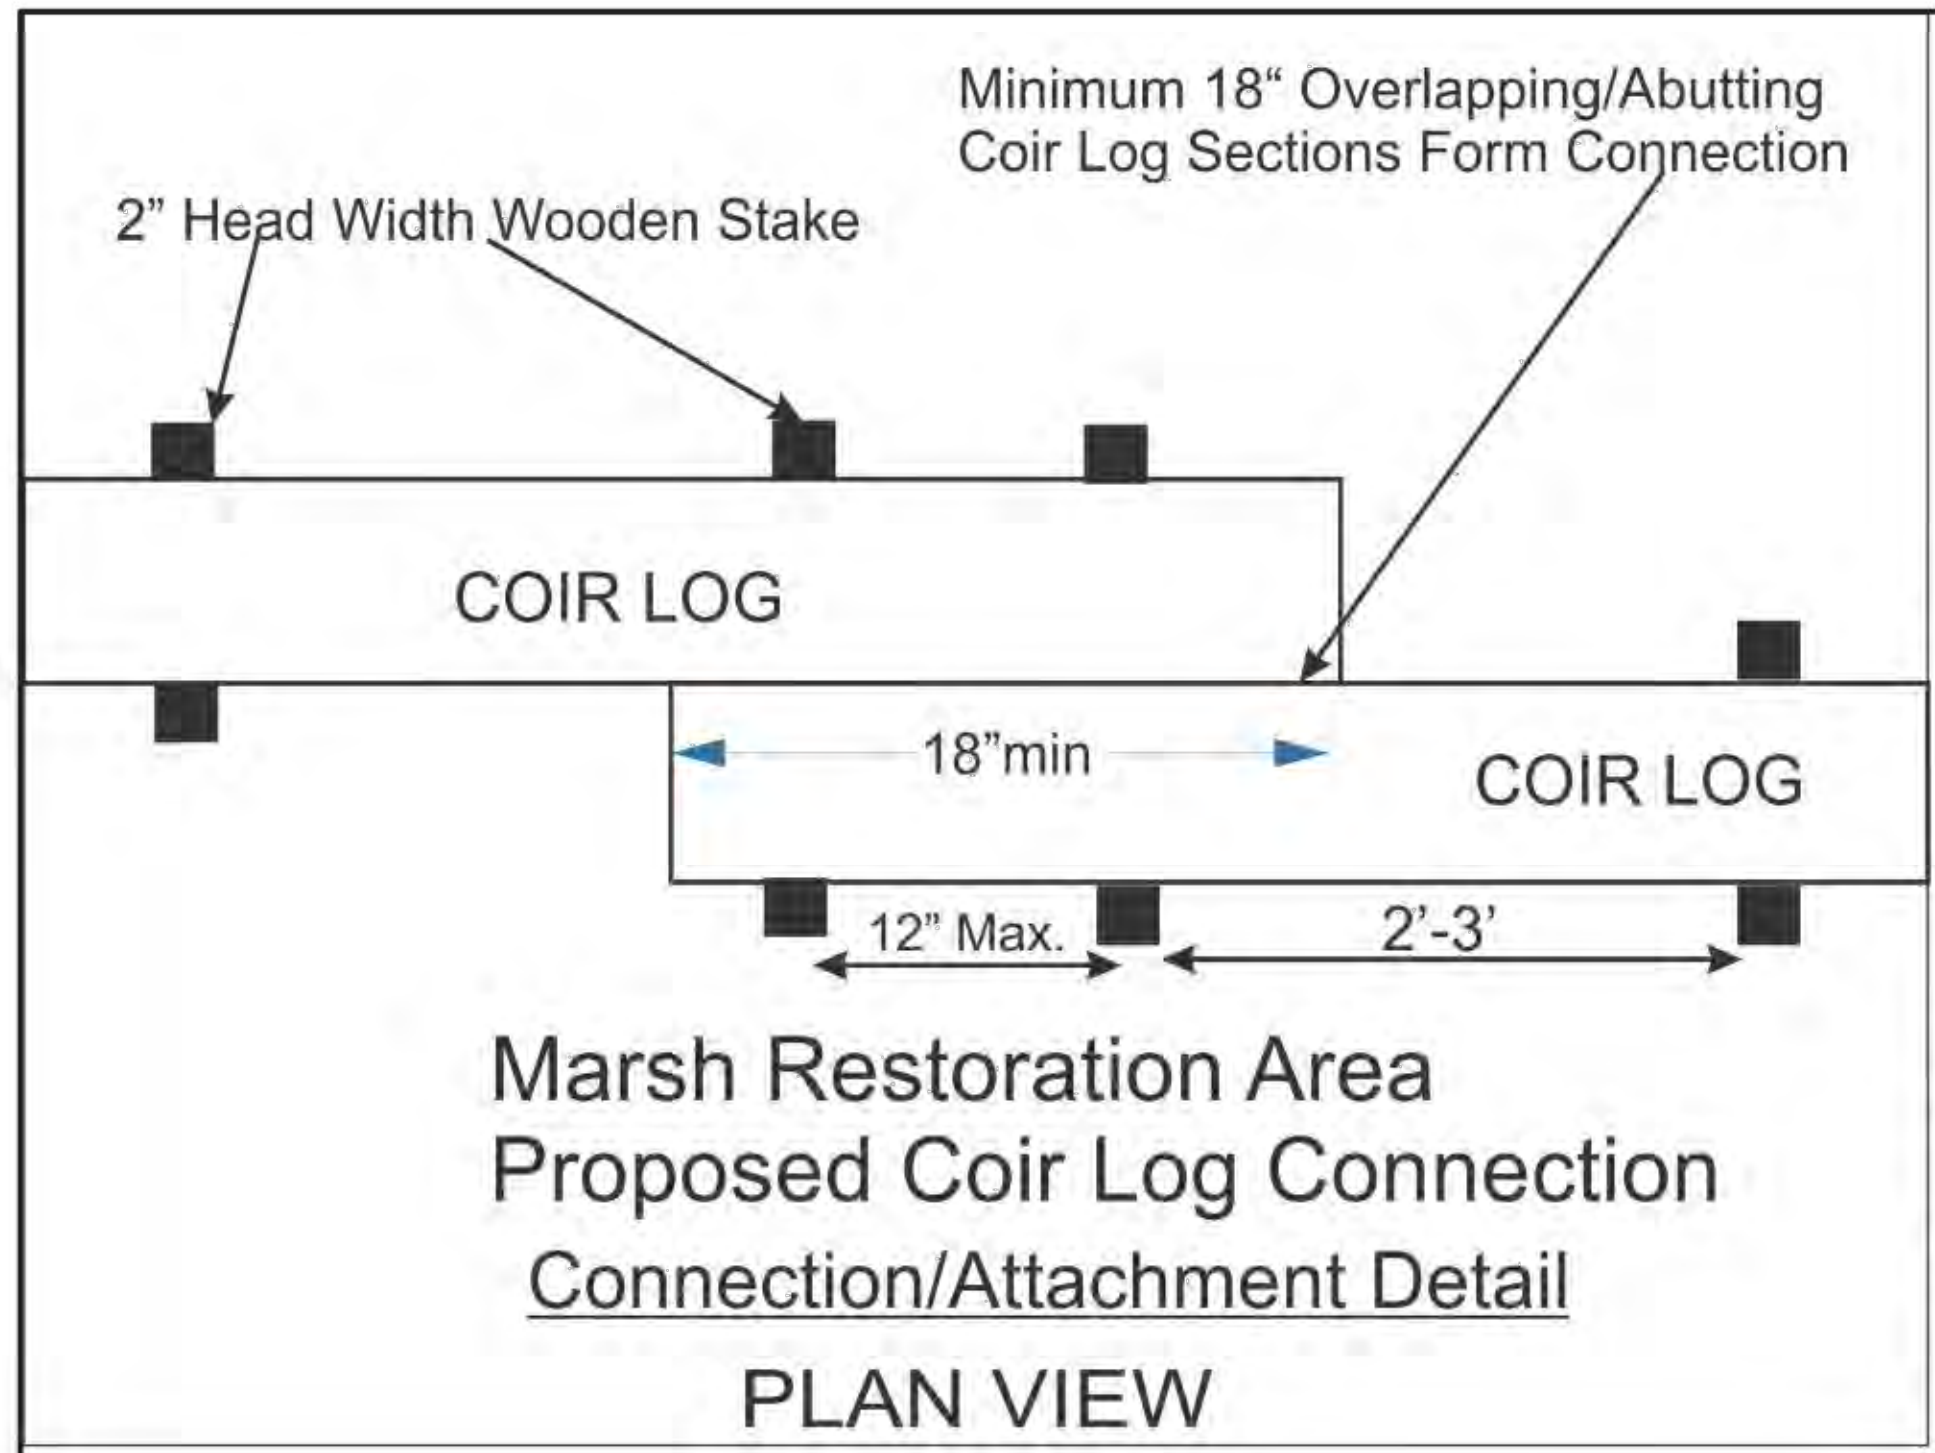 Minimum 18“ Overlapping/Abutting
Coir Log Sections Form Connection
2” Head Width Wooden Stake
COIR LOG
18”min
COIR LOG
12” Max.
2’-3’
Marsh Restoration Area
Proposed Coir Log Connection
Connection/Attachment Detail
PLAN VIEW